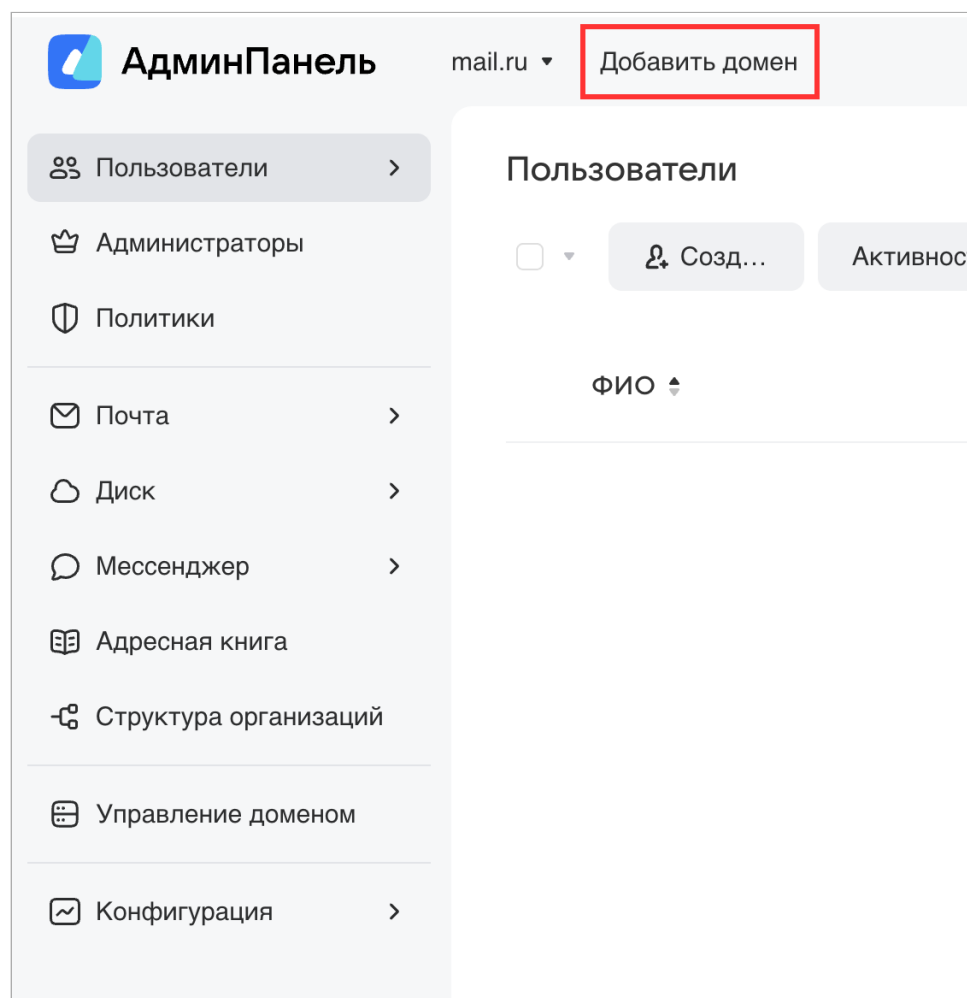 АдминПанель
mail.ru
Добавить домен
Пользователи
Администраторы
Политики
Почта
Диск
Мессенджер
Адресная книга
Структура организаций
Управление доменом
Конфигурация
Пользователи
Созд...
Активнос
ФИО